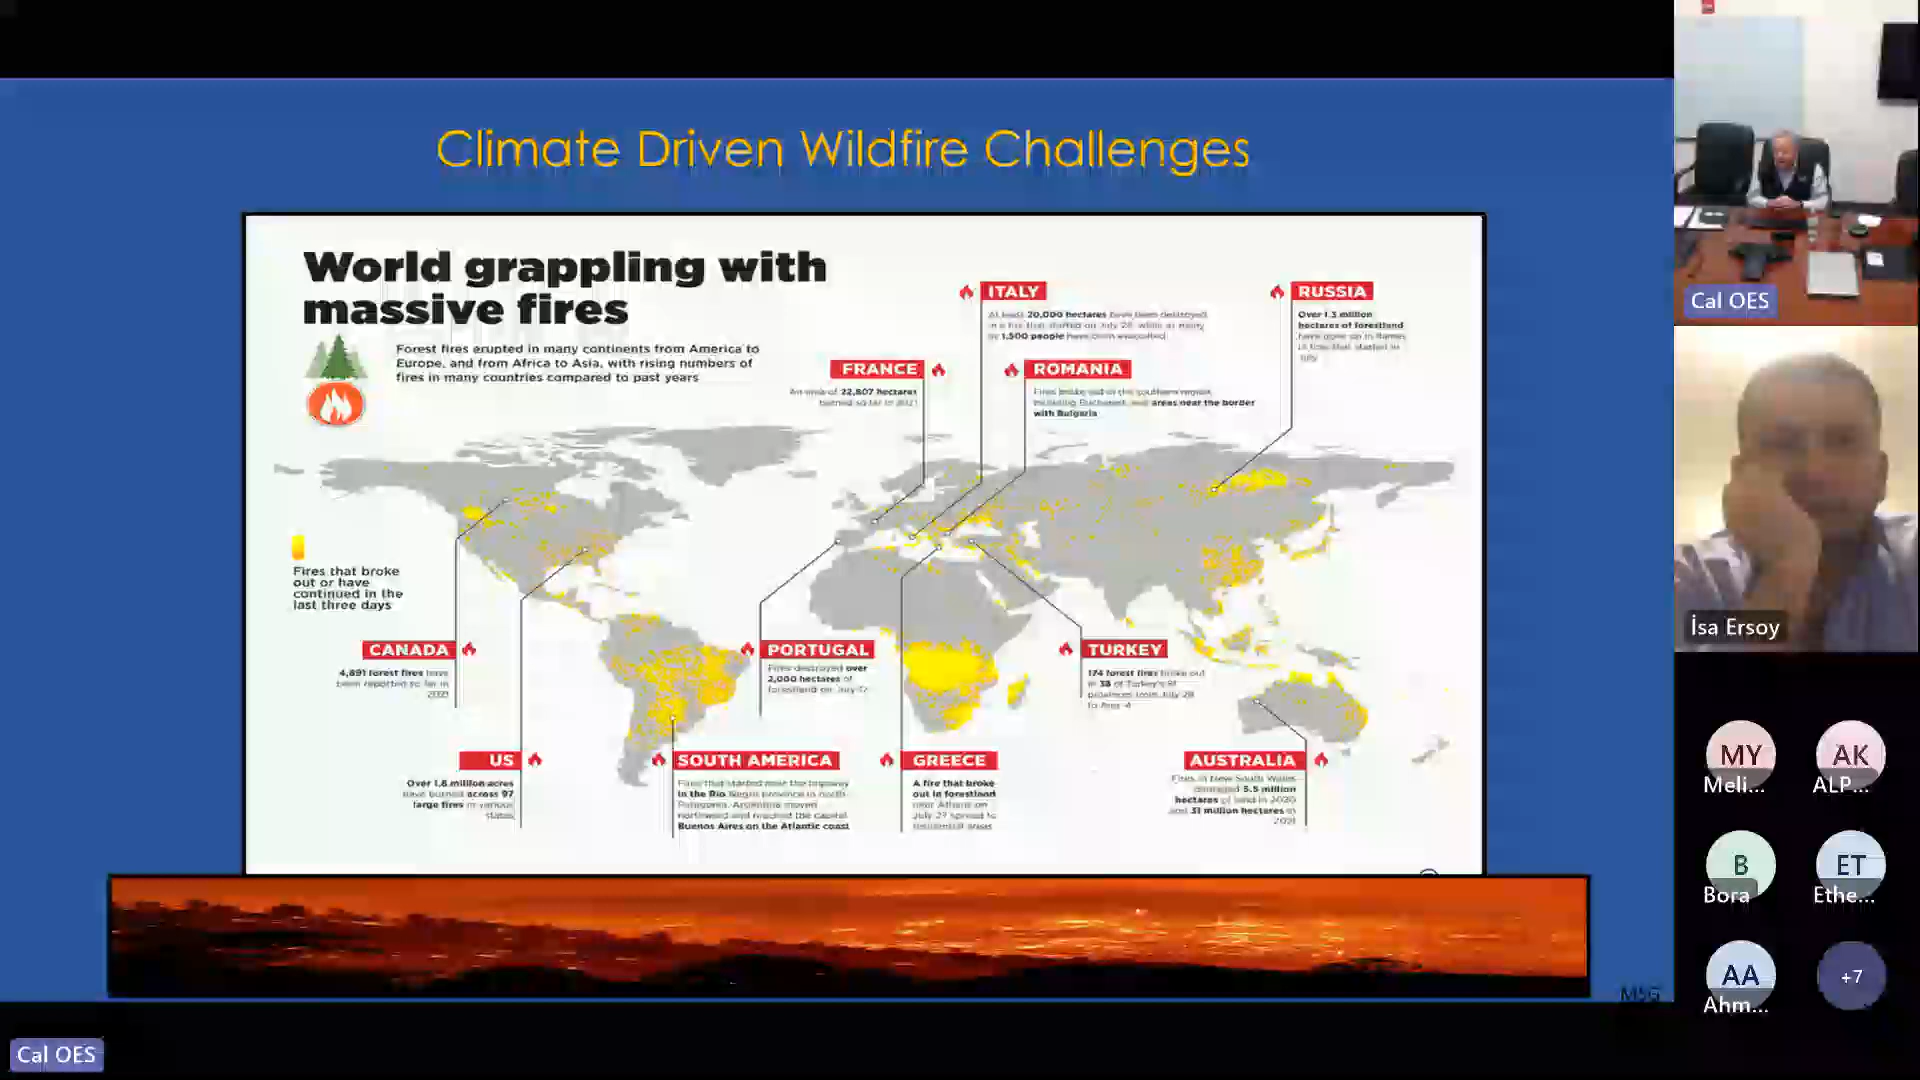 Climate Driven Wildfire Challenges
World grappling with
massive fires
Forest fires erupted in many continents from America to
Europe, and from Africa to Asia, with rising numbers of
fires in many countries compared to past years
ITALY
At least 20,000 hectares have been destroyed
in a fire that started on July 28, while as many
as 1,500 people have been evacuated
RUSSIA
Over 1.3 million
hectares of forestland
have gone up in flames
in fires that started in
July
FRANCE
An area of 22,807 hectares
burned so far in 2021
ROMANIA
Fires broke out in the southern region,
including Bucharest, and areas near the border
with Bulgaria
Fires that broke
out or have
continued in the
last three days
CANADA
4,891 forest fires have
been reported so far in
2021
PORTUGAL
Fires destroyed over
2,000 hectares of
forestland on July 12
TURKEY
174 forest fires broke out
in 38 of Turkey's 81
provinces from July 28
to Aug. 4
US
Over 1.8 million acres
have burned across 97
large fires in various
states
SOUTH AMERICA
Fires that started near the
in the Rio Negro province in north
Patagonia, Argentina moved
northward and reached the capital
Buenos Aires on the Atlantic coast
GREECE
A fire that broke
out in forestland
near Athens on
July 27 spread to
residential areas
AUSTRALIA
Fires in New South Wales
damaged 5.5 million
hectares of land in 2020
and 31 million hectares in
2021
MSG
Cal OES
Cal OES
İsa Ersoy
MY
Meli...
AK
ALP...
B
Bora
ET
Ethe...
AA
Ahm...
+7